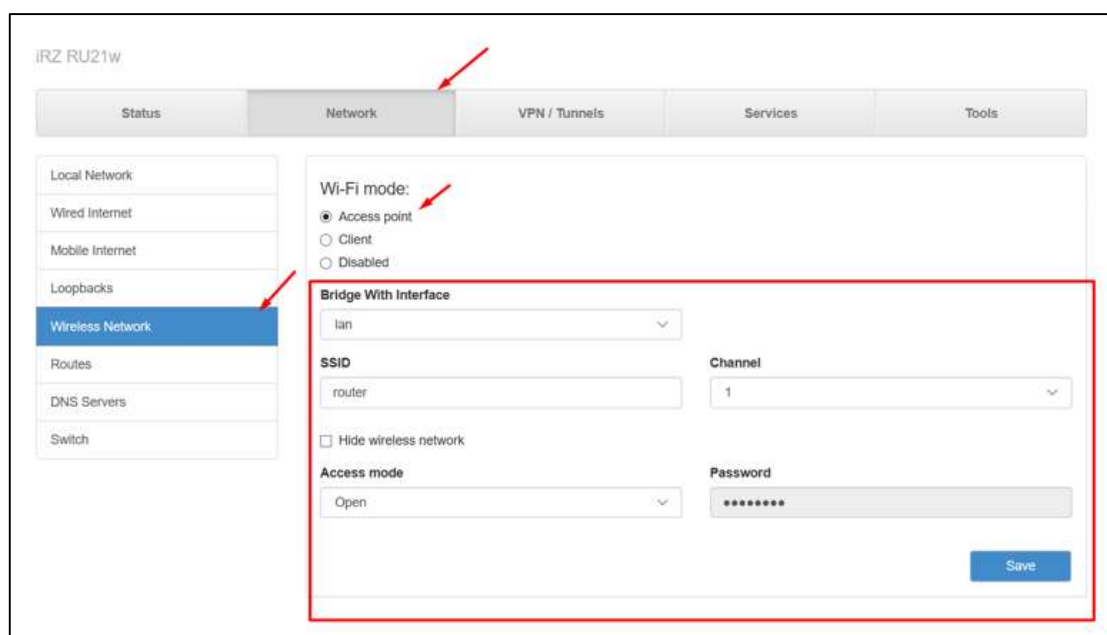 iRZ RU21w
Status Network VPN / Tunnels Services Tools
Local Network
Wired Internet
Mobile Internet
Loopbacks
Wireless Network
Routes
DNS Servers
Switch
Wi-Fi mode:
Access point
Client
Disabled
Bridge With Interface
lan
SSID Channel
router 1
Hide wireless network
Access mode Password
Open ••••••••
Save